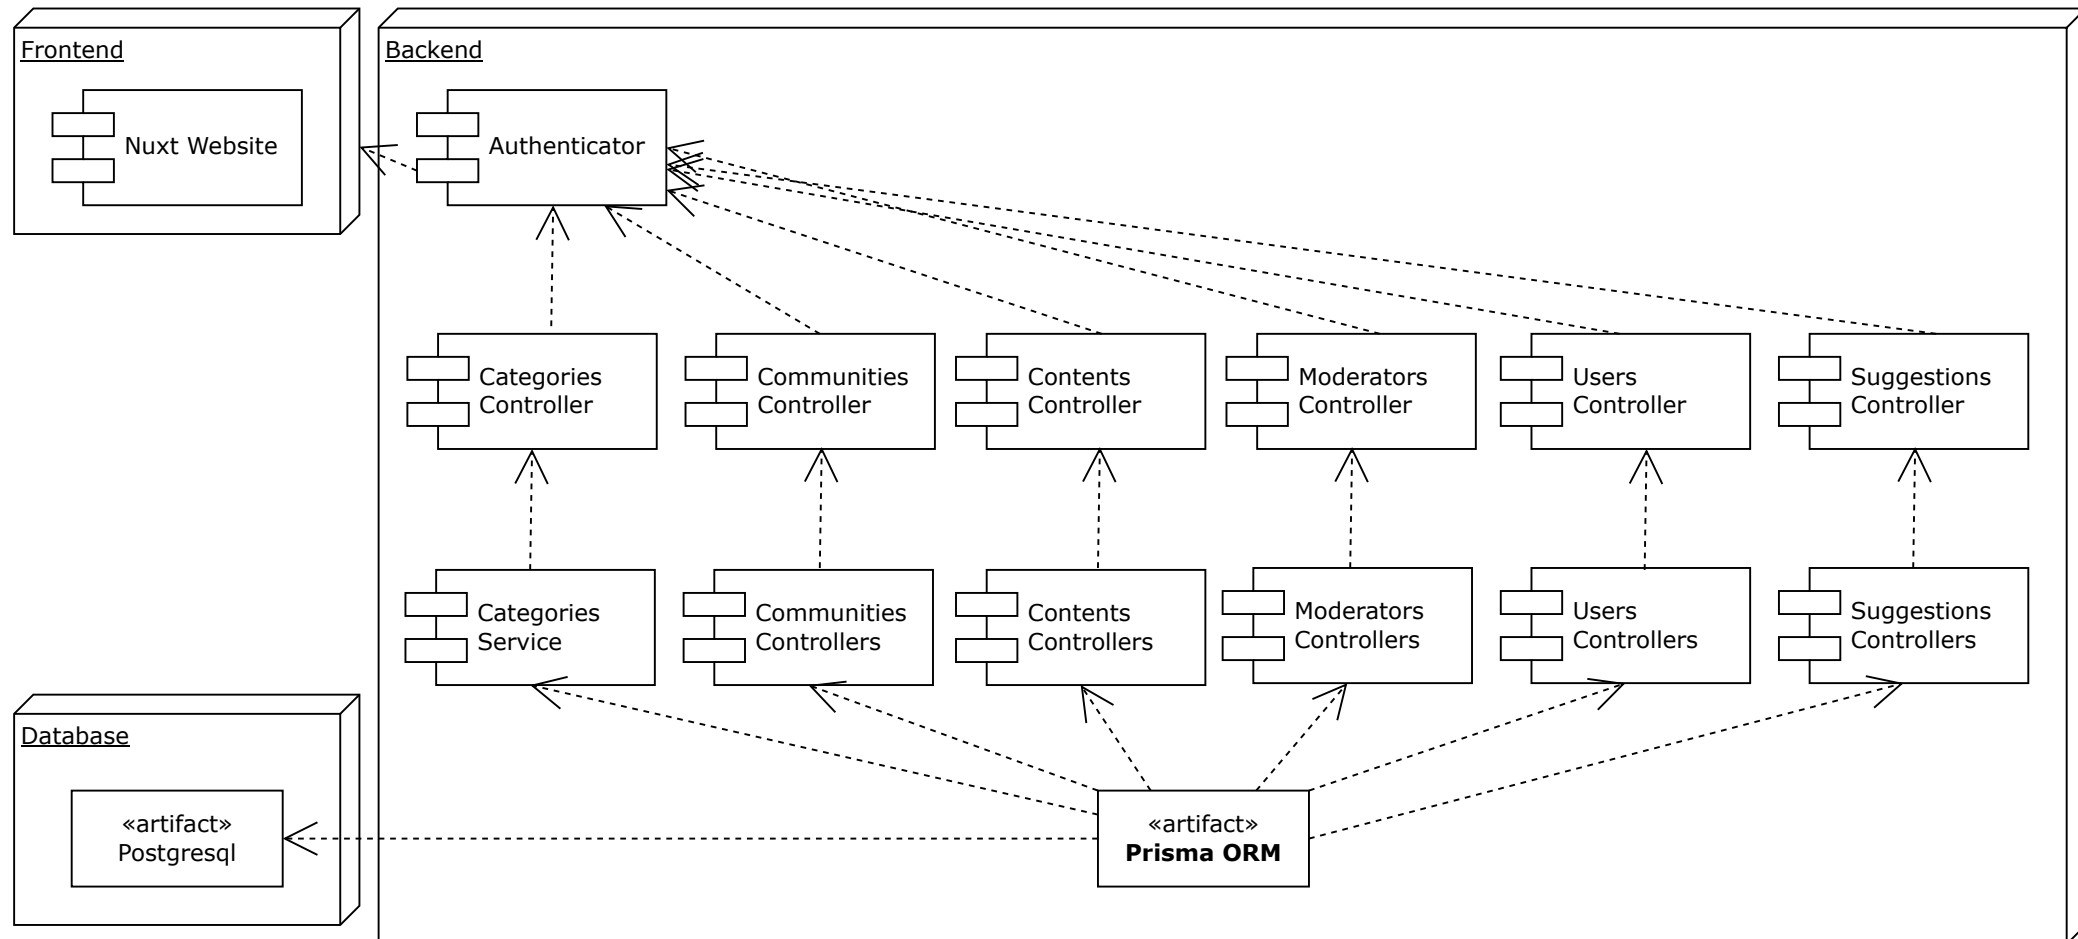 Frontend
Nuxt Website
Backend
Authenticator
Categories
Controller
Communities
Controller
Contents
Controller
Moderators
Controller
Users
Controller
Suggestions
Controller
Categories
Service
Communities
Controllers
Contents
Controllers
Moderators
Controllers
Users
Controllers
Suggestions
Controllers
Database
«artifact»
Postgresql
«artifact»
Prisma ORM